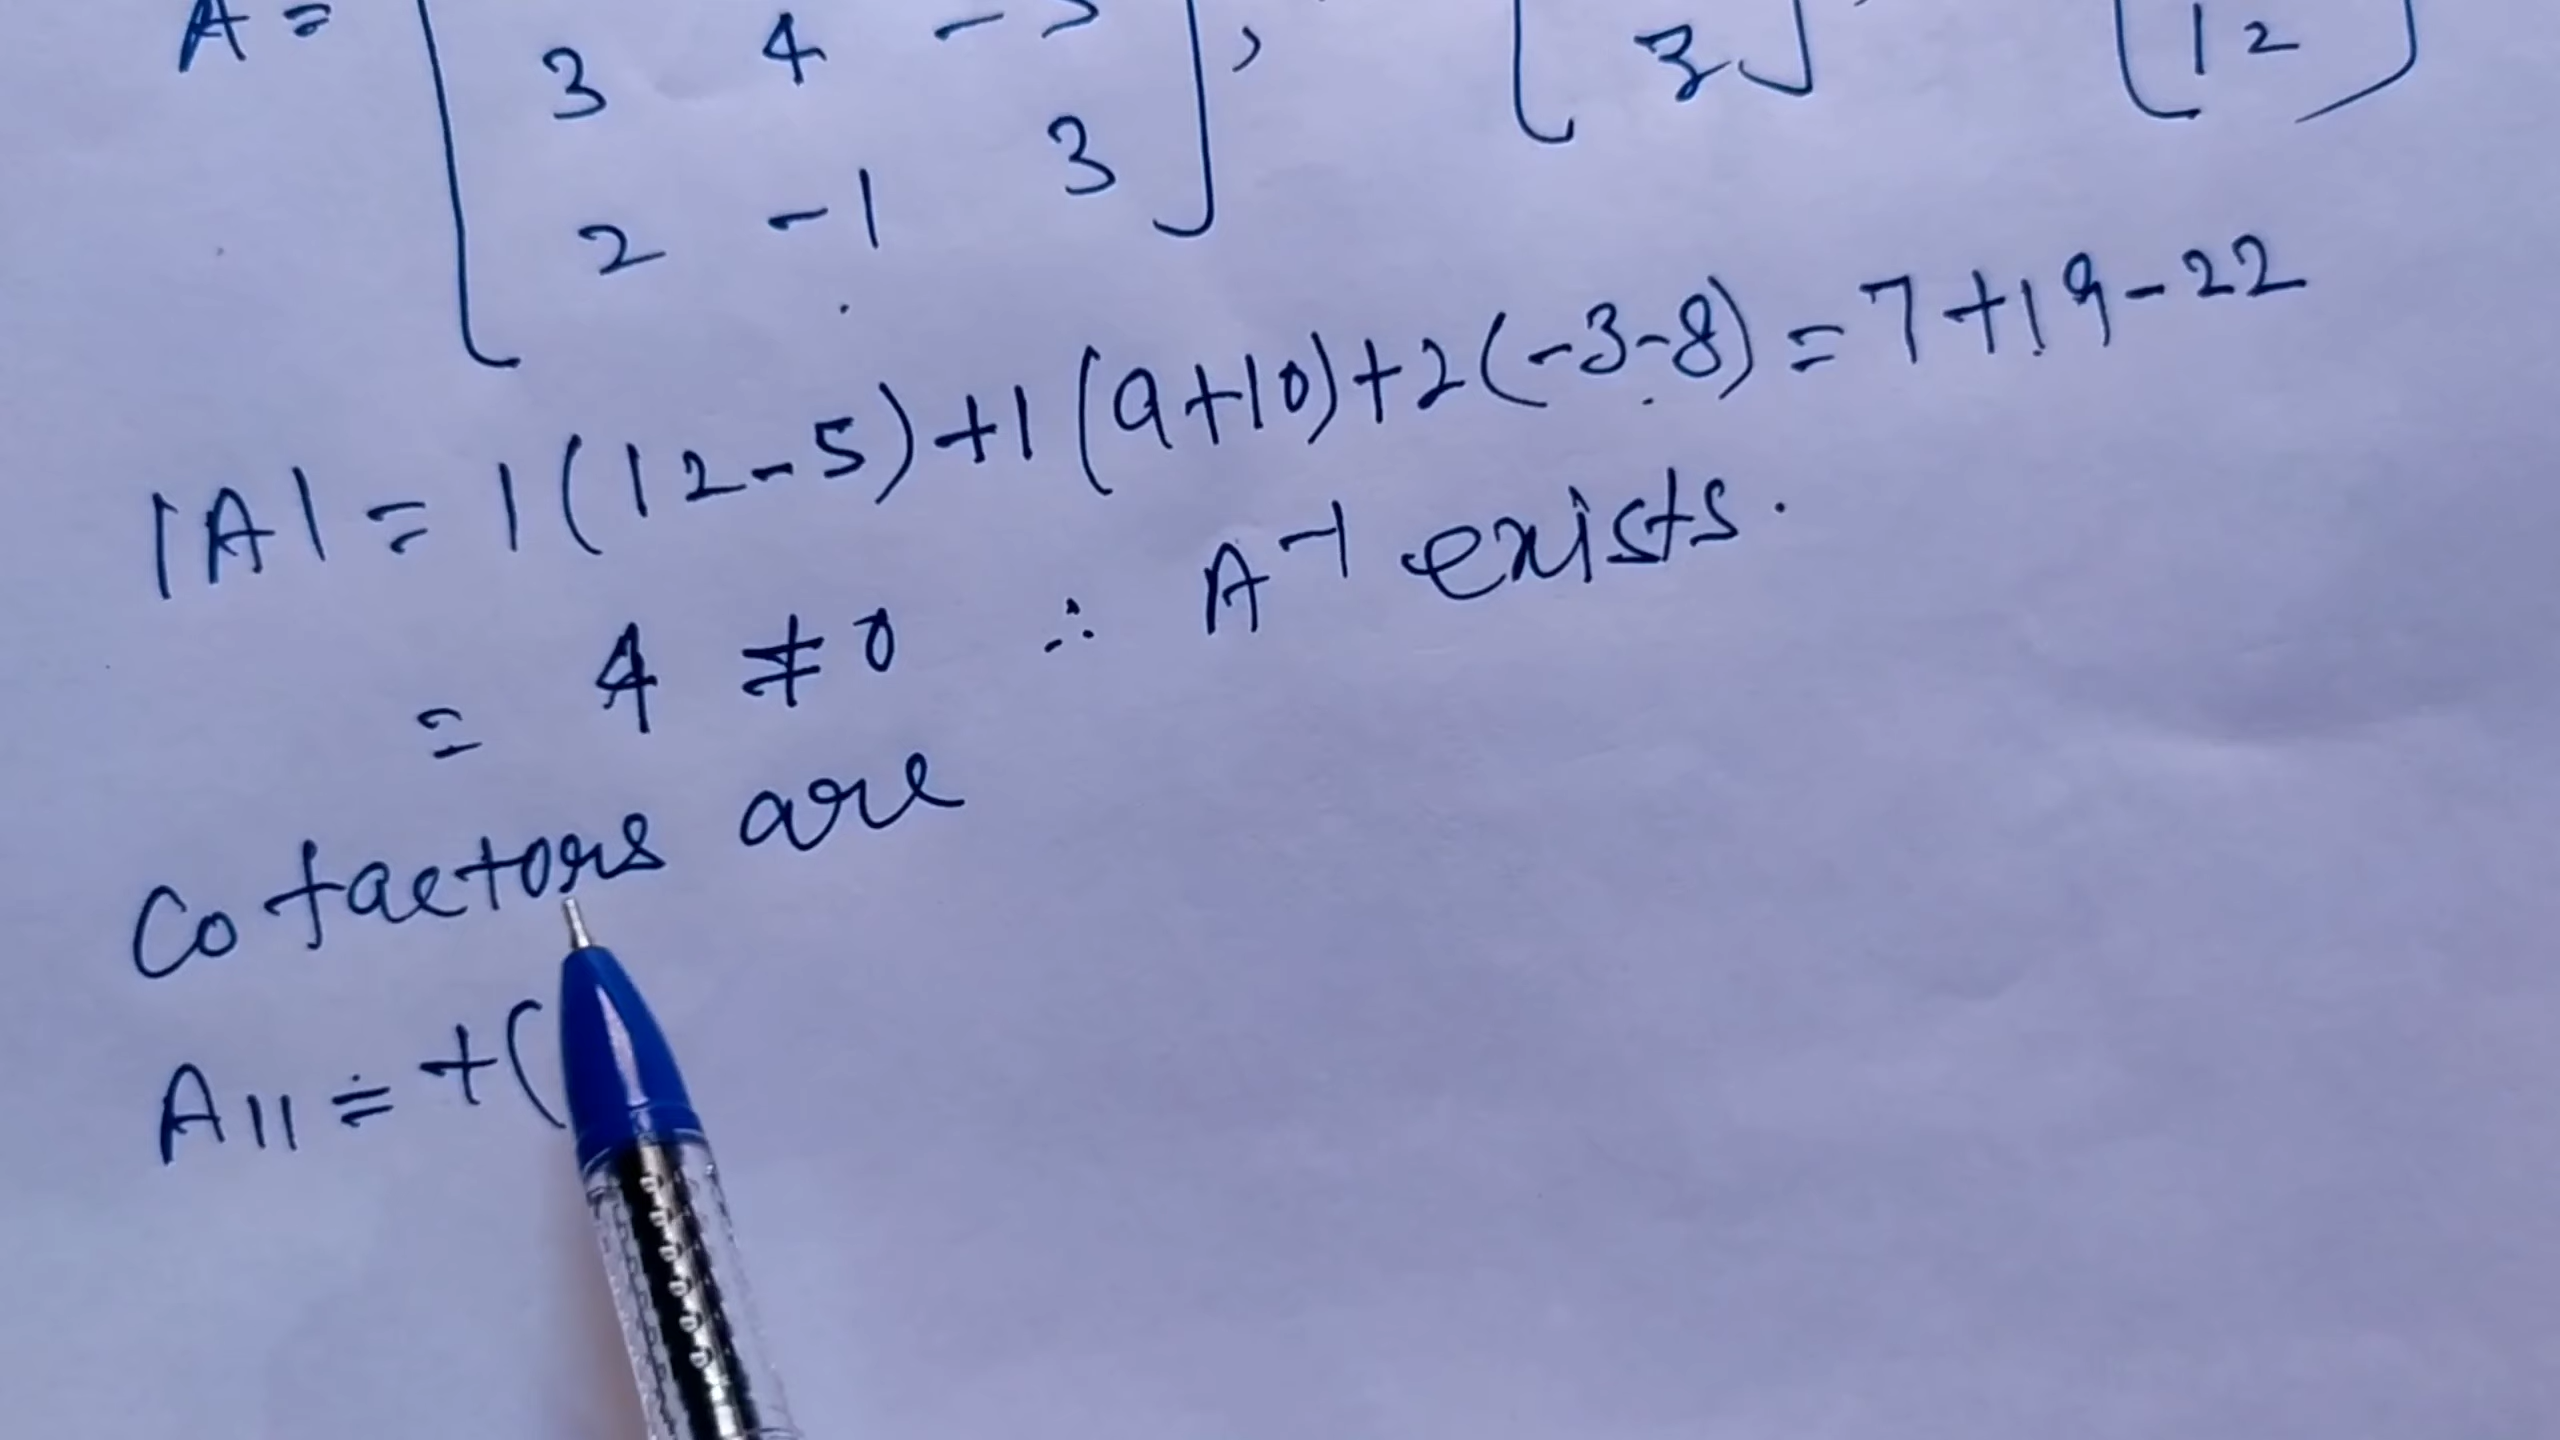 A = 3 4 - , 3 12
2 -1 3
|A| = 1(12-5)+1(9+10)+2(-3-8) = 7+19-22
= 4 ≠ 0 ∴ A⁻¹ exists.
Cofactors are
A11 = +(